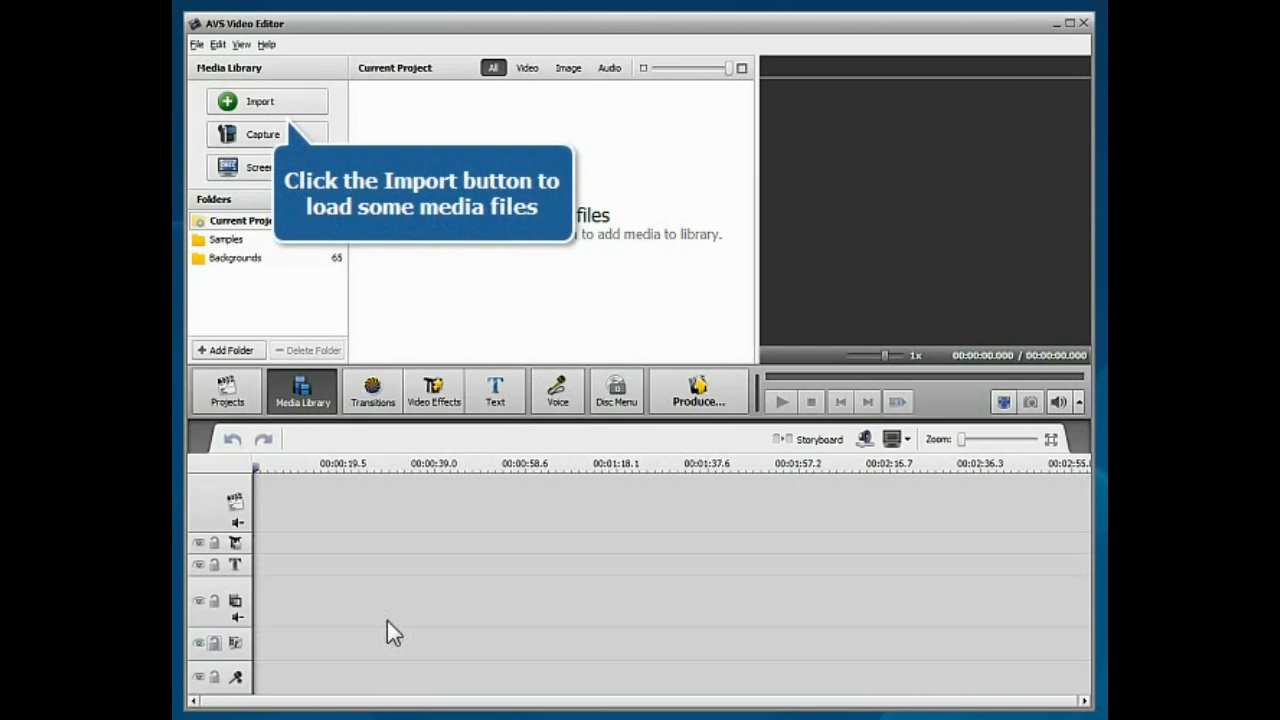 AVS Video Editor
File Edit View Help
Media Library
Current Project
All Video Image Audio
Import
Capture
Click the Import button to
load some media files
files
to add media to library.
Folders
Samples
Backgrounds 65
+ Add Folder − Delete Folder
1x 00:00:00.000 / 00:00:00.000
Projects Media Library Transitions Video Effects Text Voice Disc Menu Produce...
Storyboard Zoom:
00:00:19.5 00:00:39.0 00:00:58.6 00:01:18.1 00:01:37.6 00:01:57.2 00:02:16.7 00:02:36.3 00:02:55.